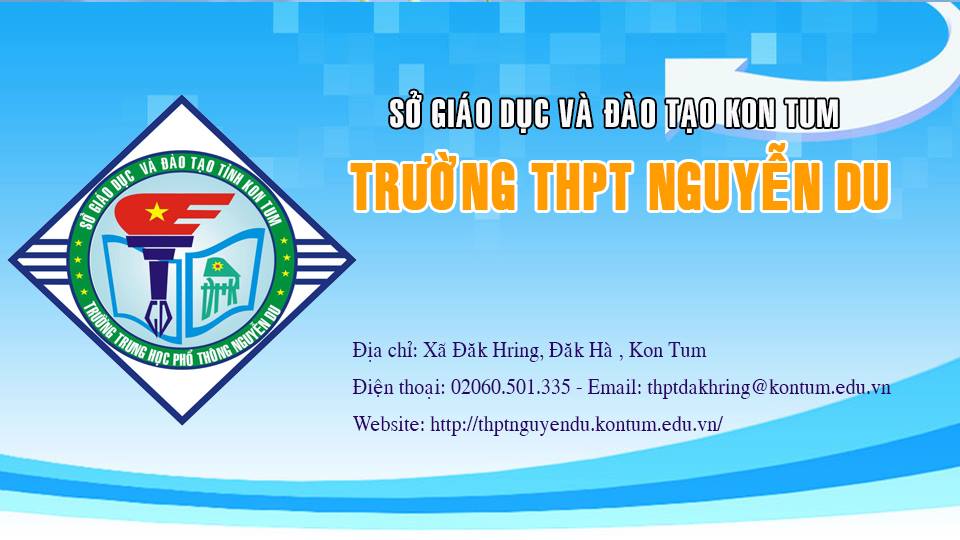 SỞ GIÁO DỤC VÀ ĐÀO TẠO KON TUM
TRƯỜNG THPT NGUYỄN DU
SỞ GIÁO DỤC VÀ ĐÀO TẠO TỈNH KON TUM
GD
ĐrK
TRƯỜNG TRUNG HỌC PHỔ THÔNG NGUYỄN DU
Địa chỉ: Xã Đăk Hring, Đăk Hà , Kon Tum
Điện thoại: 02060.501.335 - Email: thptdakhring@kontum.edu.vn
Website: http://thptnguyendu.kontum.edu.vn/